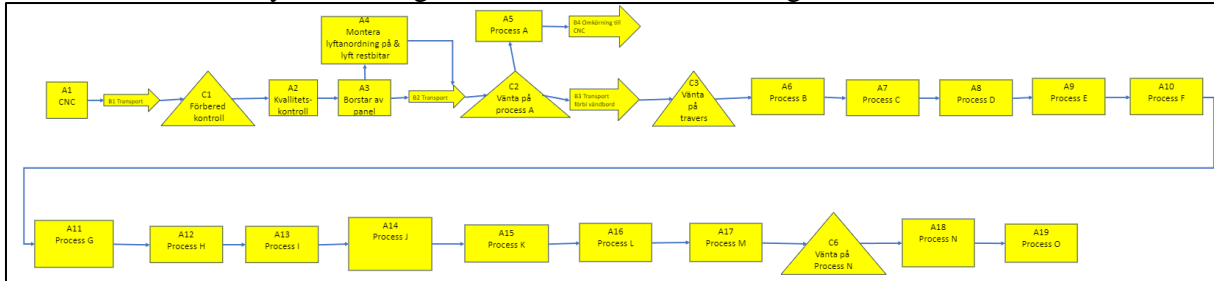 A4
Montera
lyftanordning på &
lyft restbitar
A5
Process A
B4 Omkörning till
CNC
A1
CNC
B1 Transport
C1
Förbered
kontroll
A2
Kvallitets-
kontroll
A3
Borstar av
panel
B2 Transport
C2
Vänta på
process A
B3 Transport
förbi vändbord
C3
Vänta
på
travers
A6
Process B
A7
Process C
A8
Process D
A9
Process E
A10
Process F
A11
Process G
A12
Process H
A13
Process I
A14
Process J
A15
Process K
A16
Process L
A17
Process M
C6
Vänta på
Process N
A18
Process N
A19
Process O